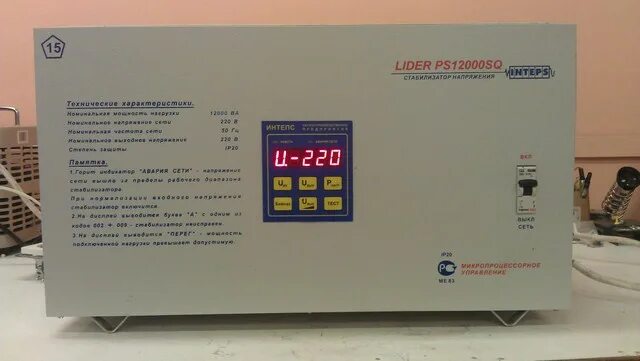 15
LIDER PS12000SQ
СТАБИЛИЗАТОР НАПРЯЖЕНИЯ
INTEPS
Технические характеристики.
Номинальная мощность нагрузки 12000 ВА
Номинальное напряжение сети 220 В
Номинальная частота сети 50 Гц
Номинальное выходное напряжение 220 В
Степень защиты IP20
Памятка.
1.Горит индикатор "АВАРИЯ СЕТИ" - напряжение
сети вышло за пределы рабочего диапазона
стабилизатора.
При нормализации входного напряжения
стабилизатор включится.
2.На дисплей выводится буква "А" с одним из
кодов 002 + 009 - стабилизатор неисправен.
3.На дисплей выводится "ПЕРЕГ" - мощность
подключенной нагрузки превышает допустимую.
ИНТЕПС
ПРЕДПРИЯТИЕ
U.-220
ТЕСТ
ВКЛ
ВЫКЛ
СЕТЬ
IP20
МИКРОПРОЦЕССОРНОЕ
УПРАВЛЕНИЕ
МЕ 83